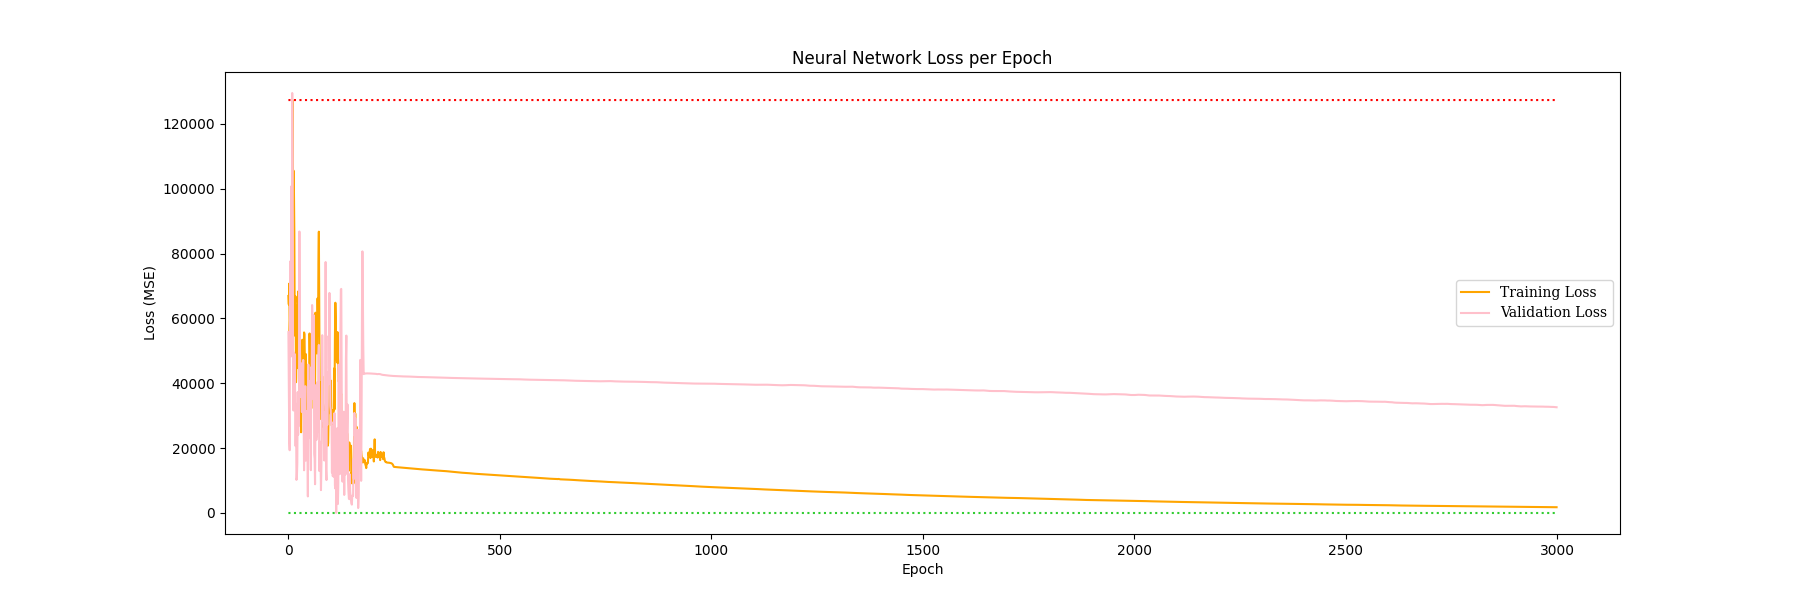 Neural Network Loss per Epoch
Loss (MSE)
120000
100000
80000
60000
40000
20000
0
Training Loss
Validation Loss
0
500
1000
1500
2000
2500
3000
Epoch